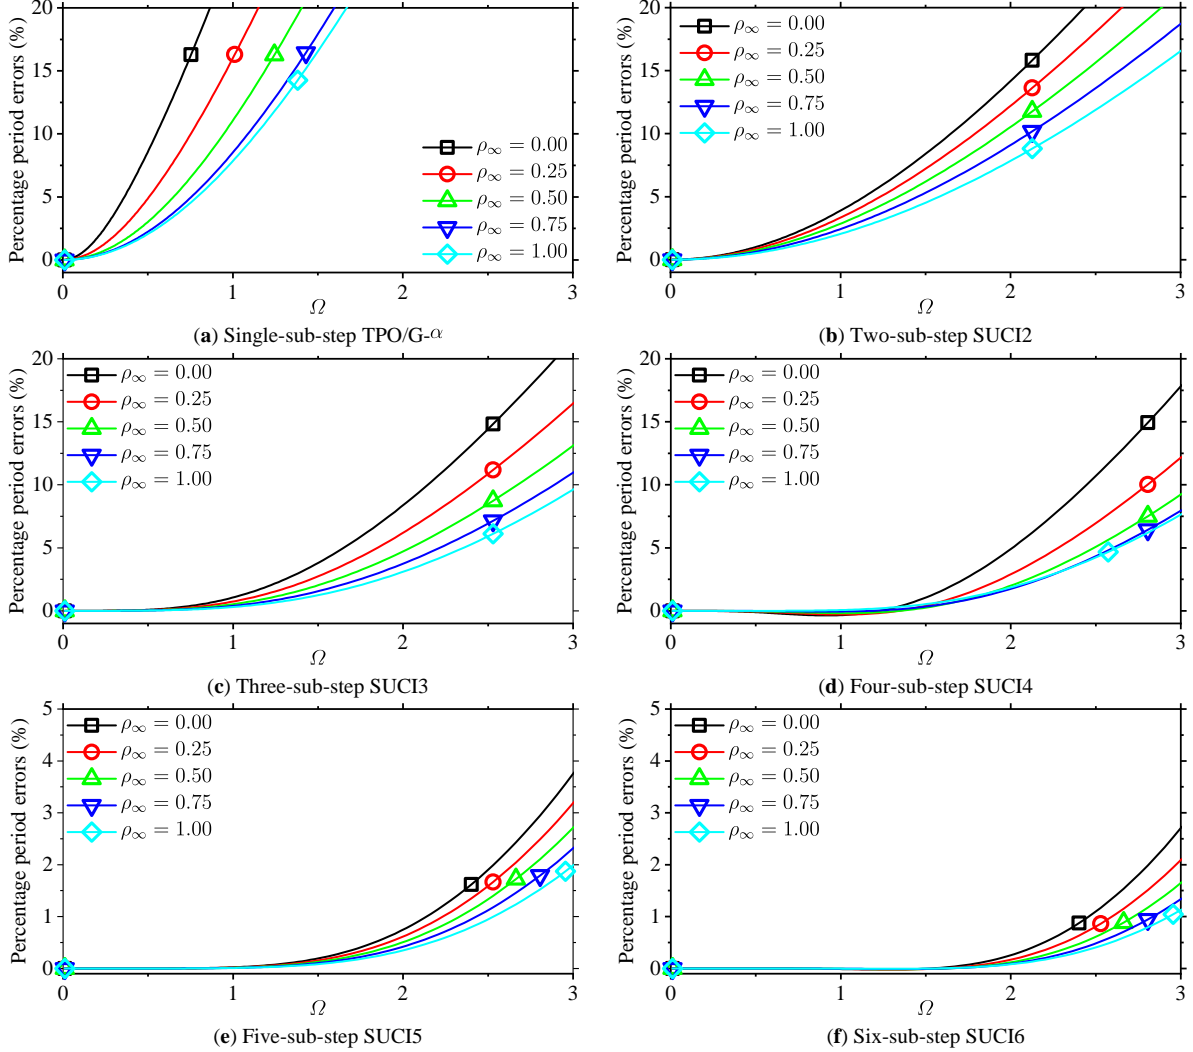 Percentage period errors (%)
20
15
10
5
0
ρ∞ = 0.00
ρ∞ = 0.25
ρ∞ = 0.50
ρ∞ = 0.75
ρ∞ = 1.00
0 1 2 3
Ω
(a) Single-sub-step TPO/G-α
Percentage period errors (%)
20
15
10
5
0
ρ∞ = 0.00
ρ∞ = 0.25
ρ∞ = 0.50
ρ∞ = 0.75
ρ∞ = 1.00
0 1 2 3
Ω
(b) Two-sub-step SUCI2
Percentage period errors (%)
20
15
10
5
0
ρ∞ = 0.00
ρ∞ = 0.25
ρ∞ = 0.50
ρ∞ = 0.75
ρ∞ = 1.00
0 1 2 3
Ω
(c) Three-sub-step SUCI3
Percentage period errors (%)
20
15
10
5
0
ρ∞ = 0.00
ρ∞ = 0.25
ρ∞ = 0.50
ρ∞ = 0.75
ρ∞ = 1.00
0 1 2 3
Ω
(d) Four-sub-step SUCI4
Percentage period errors (%)
5
4
3
2
1
0
ρ∞ = 0.00
ρ∞ = 0.25
ρ∞ = 0.50
ρ∞ = 0.75
ρ∞ = 1.00
0 1 2 3
Ω
(e) Five-sub-step SUCI5
Percentage period errors (%)
5
4
3
2
1
0
ρ∞ = 0.00
ρ∞ = 0.25
ρ∞ = 0.50
ρ∞ = 0.75
ρ∞ = 1.00
0 1 2 3
Ω
(f) Six-sub-step SUCI6